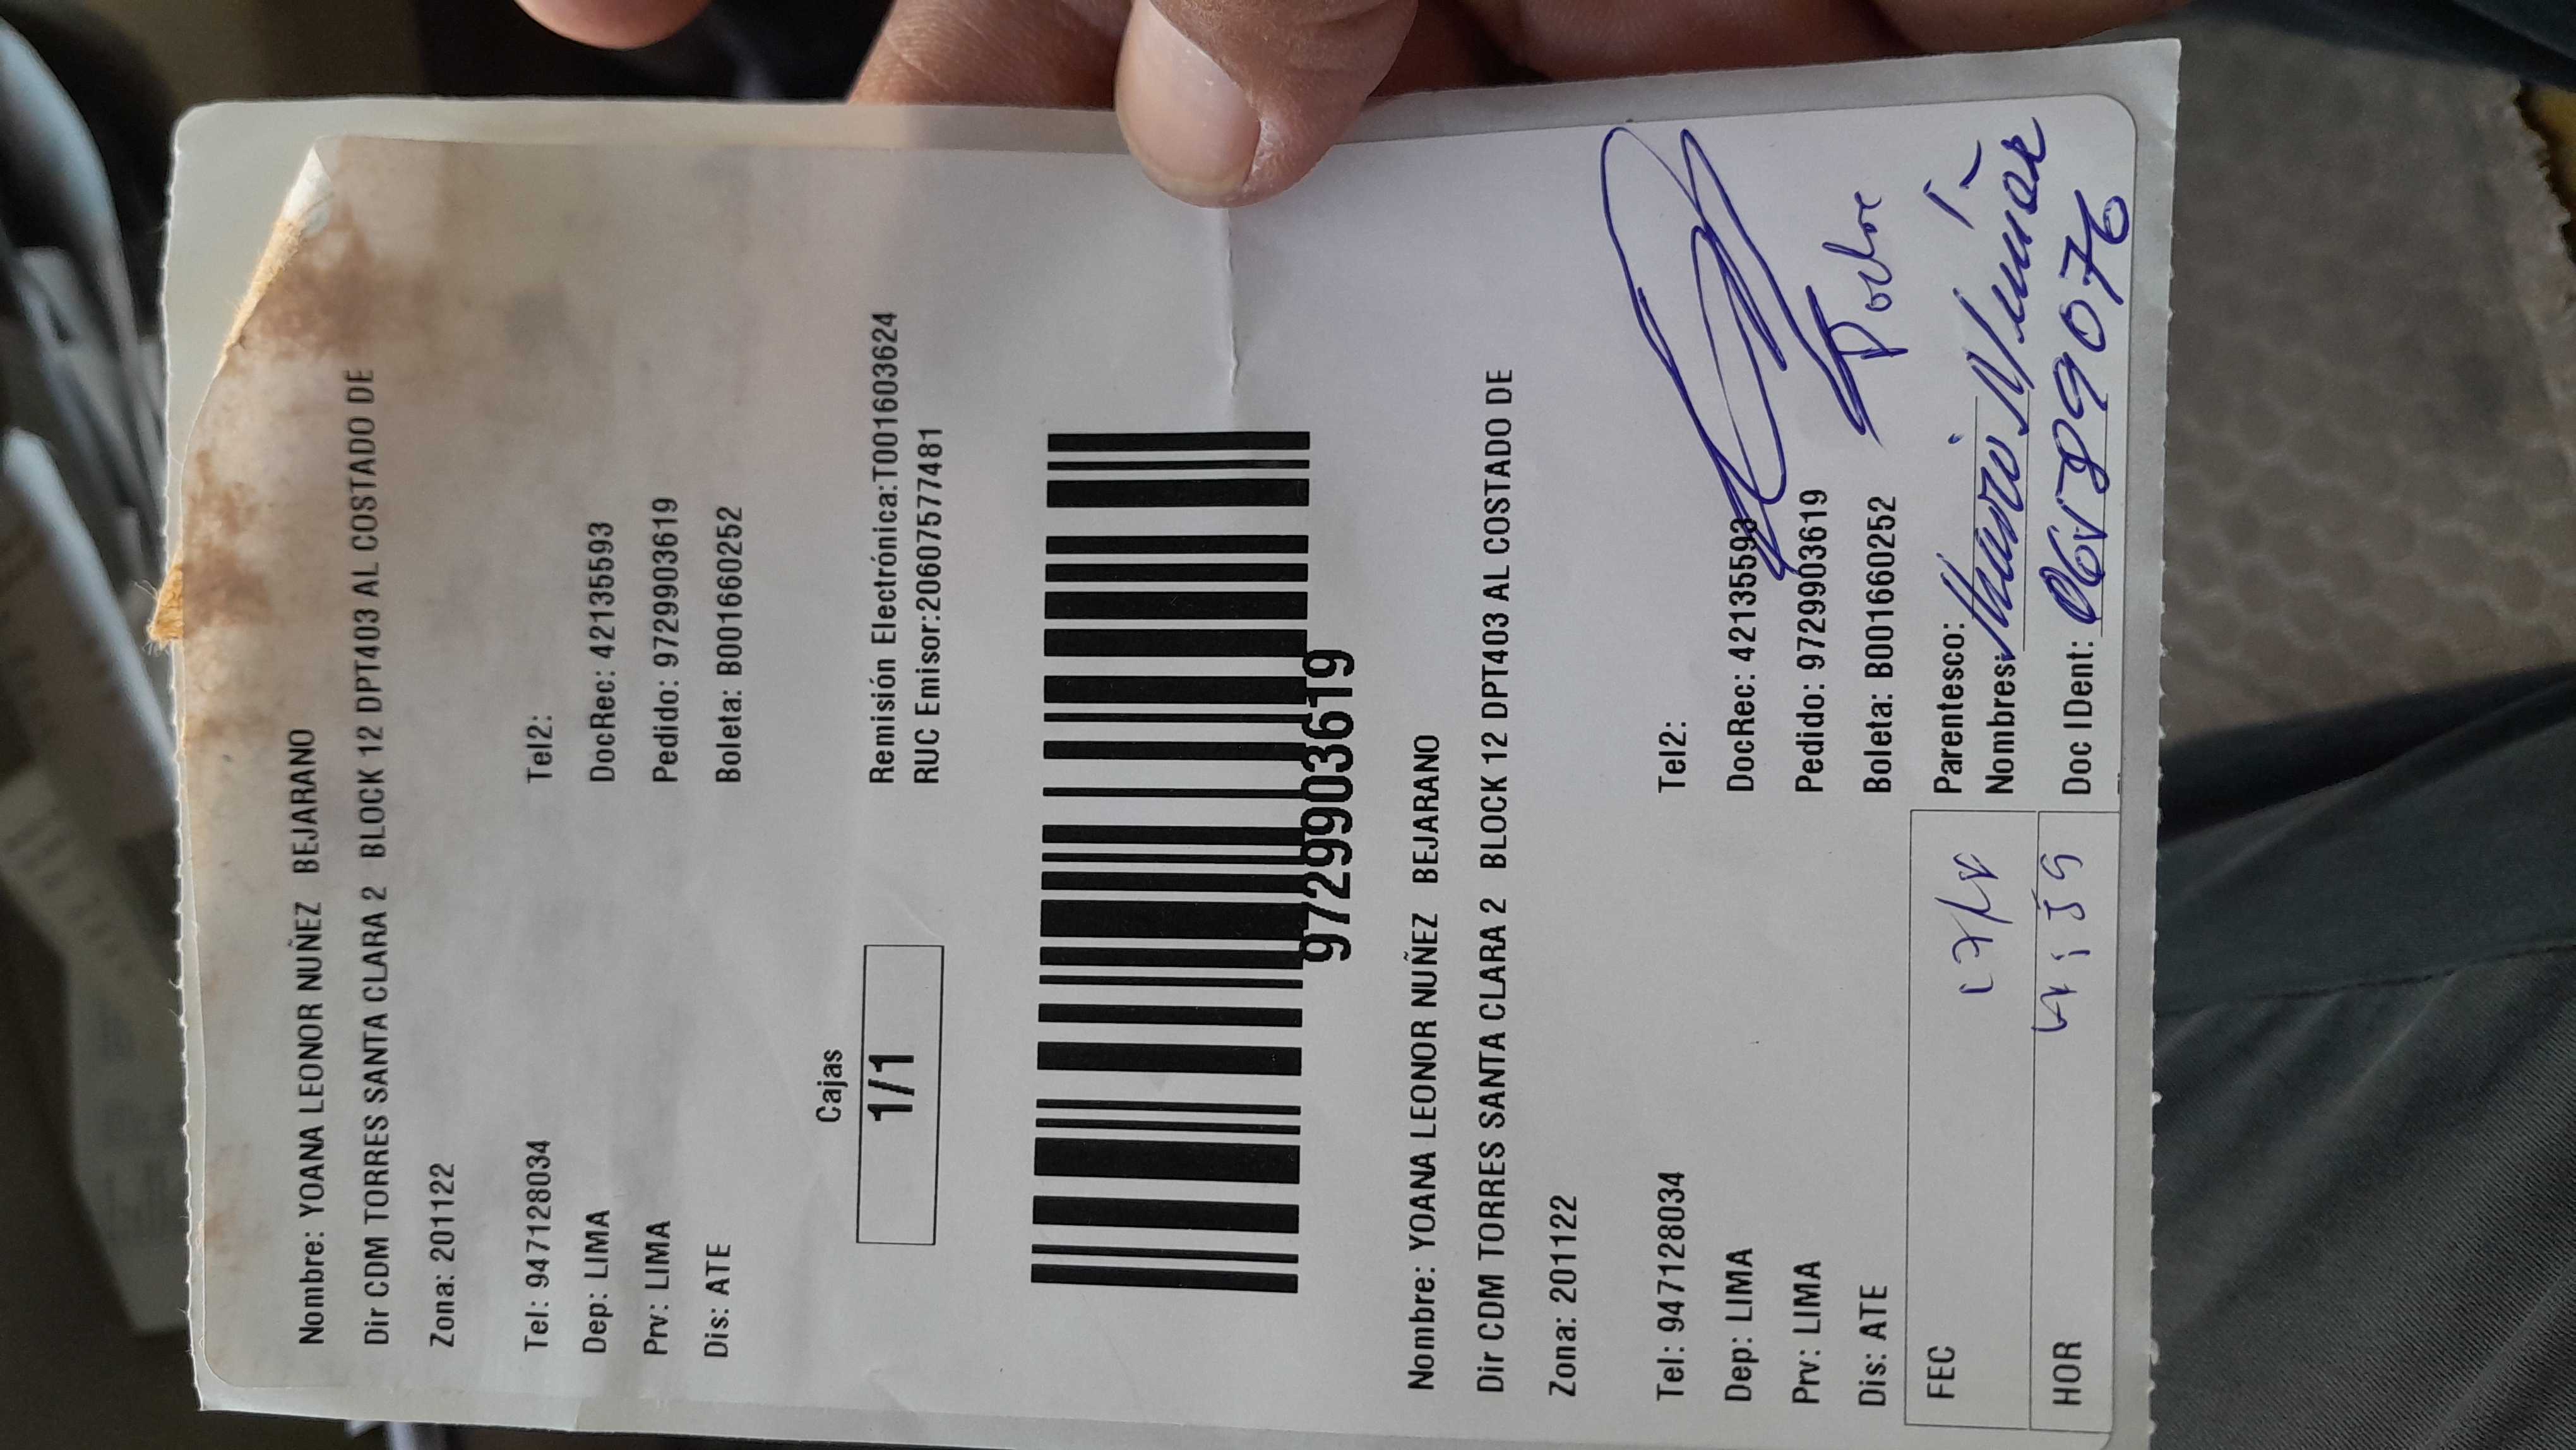 Nombre: YOANA LEONOR NUÑEZ BEJARANO
Dir CDM TORRES SANTA CLARA 2 BLOCK 12 DPT403 AL COSTADO DE
Zona: 201122
Tel: 947128034 Tel2:
Dep: LIMA DocRec: 42135593
Prv: LIMA Pedido: 97299903619
Dis: ATE Boleta: B001660252
Cajas
1/1
Remisión Electrónica:T001603624
RUC Emisor:20607577481
97299903619
Nombre: YOANA LEONOR NUÑEZ BEJARANO
Dir CDM TORRES SANTA CLARA 2 BLOCK 12 DPT403 AL COSTADO DE
Zona: 201122
Tel: 947128034 Tel2:
Dep: LIMA DocRec: 42135593
Prv: LIMA Pedido: 97299903619
Dis: ATE Boleta: B001660252
Padre
FEC
Parentesco:
Nombres:
HOR
Doc IDent: